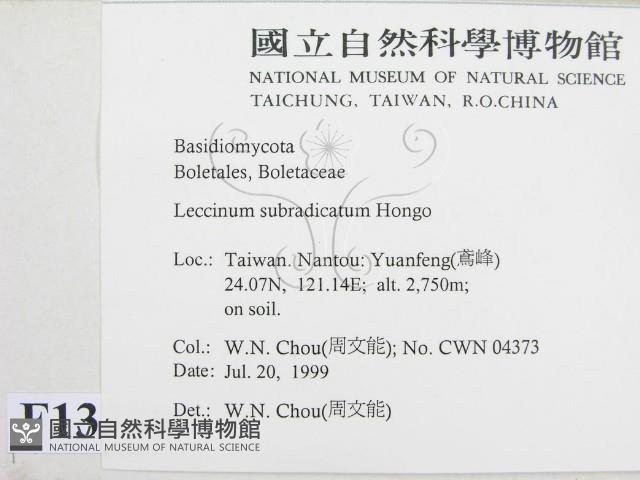 國立自然科學博物館
NATIONAL MUSEUM OF NATURAL SCIENCE
TAICHUNG, TAIWAN, R.O.CHINA
Basidiomycota
Boletales, Boletaceae
Leccinum subradicatum Hongo
Loc.: Taiwan. Nantou: Yuanfeng(鳶峰)
24.07N, 121.14E; alt. 2,750m;
on soil.
Col.: W.N. Chou(周文能); No. CWN 04373
Date: Jul. 20, 1999
Det.: W.N. Chou(周文能)
F13
國立自然科學博物館
NATIONAL MUSEUM OF NATURAL SCIENCE